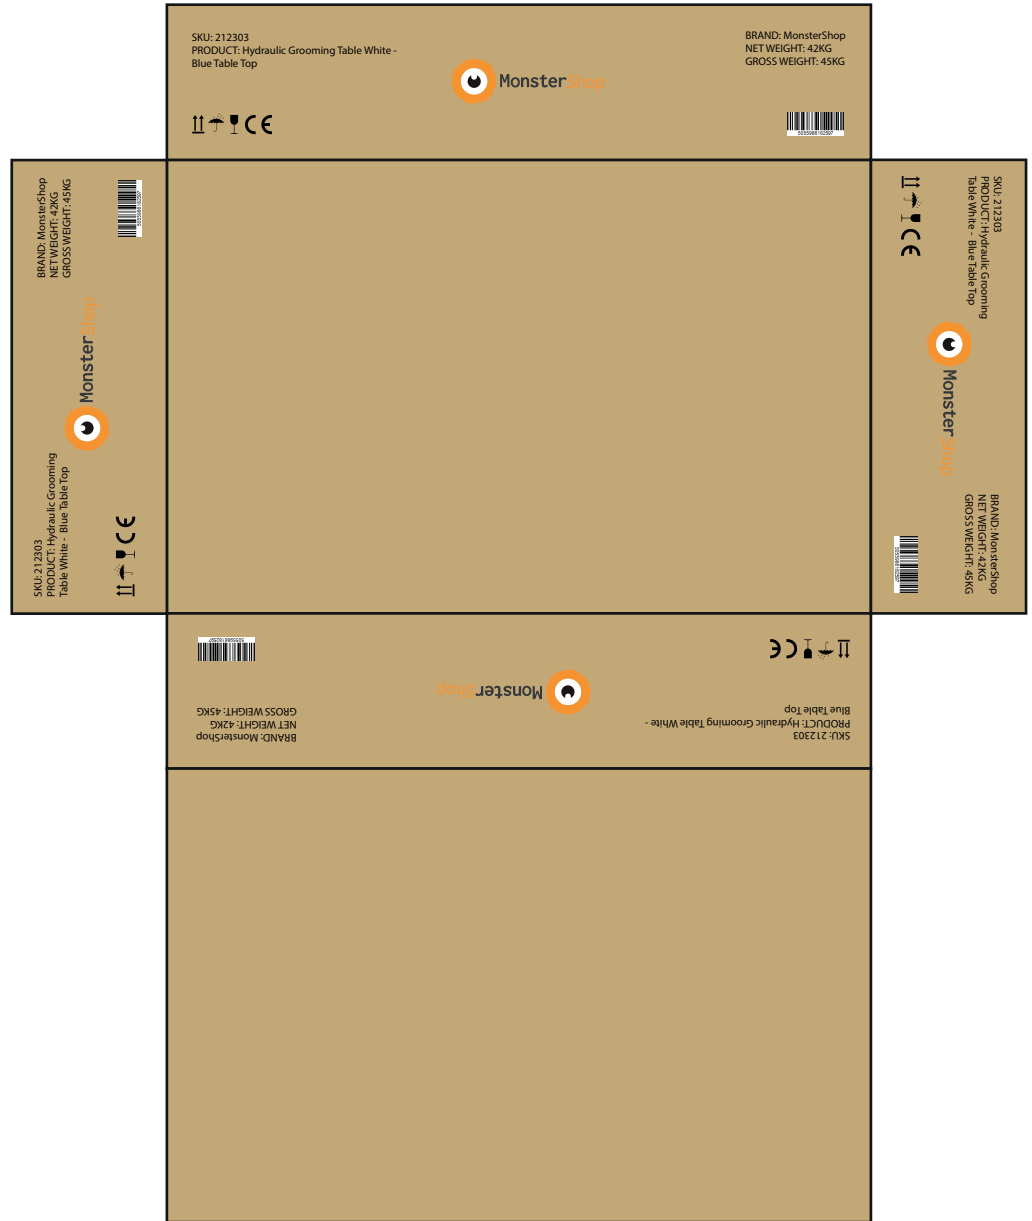 SKU: 212303
PRODUCT: Hydraulic Grooming Table White -
Blue Table Top
BRAND: MonsterShop
NET WEIGHT: 42KG
GROSS WEIGHT: 45KG
MonsterShop
CE
5055986182597
BRAND: MonsterShop
NET WEIGHT: 42KG
GROSS WEIGHT: 45KG
5055986182597
MonsterShop
SKU: 212303
PRODUCT: Hydraulic Grooming
Table White - Blue Table Top
CE
SKU: 212303
PRODUCT: Hydraulic Grooming
Table White - Blue Table Top
CE
MonsterShop
BRAND: MonsterShop
NET WEIGHT: 42KG
GROSS WEIGHT: 45KG
5055986182597
SKU: 212303
PRODUCT: Hydraulic Grooming Table White -
Blue Table Top
BRAND: MonsterShop
NET WEIGHT: 42KG
GROSS WEIGHT: 45KG
MonsterShop
CE
5055986182597